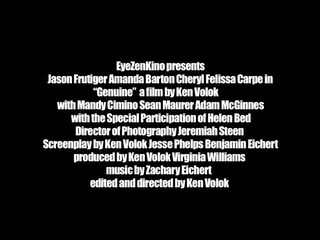 EyeZenKino presents
Jason Frutiger Amanda Barton Cheryl Felissa Carpe in
"Genuine" a film by Ken Volok
with Mandy Cimino Sean Maurer Adam McGinnes
with the Special Participation of Helen Bed
Director of Photography Jeremiah Steen
Screenplay by Ken Volok Jesse Phelps Benjamin Eichert
produced by Ken Volok Virginia Williams
music by Zachary Eichert
edited and directed by Ken Volok